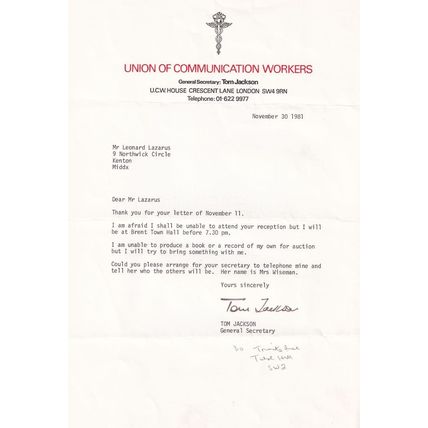 UNION OF COMMUNICATION WORKERS
General Secretary: Tom Jackson
U.C.W. HOUSE CRESCENT LANE LONDON SW4 9RN
Telephone: 01-622 9977
November 30 1981
Mr Leonard Lazarus
9 Northwick Circle
Kenton
Middx
Dear Mr Lazarus
Thank you for your letter of November 11.
I am afraid I shall be unable to attend your reception but I will
be at Brent Town Hall before 7.30 pm.
I am unable to produce a book or a record of my own for auction
but I will try to bring something with me.
Could you please arrange for your secretary to telephone mine and
tell her who the others will be. Her name is Mrs Wiseman.
Yours sincerely
Tom Jackson
TOM JACKSON
General Secretary
SW2